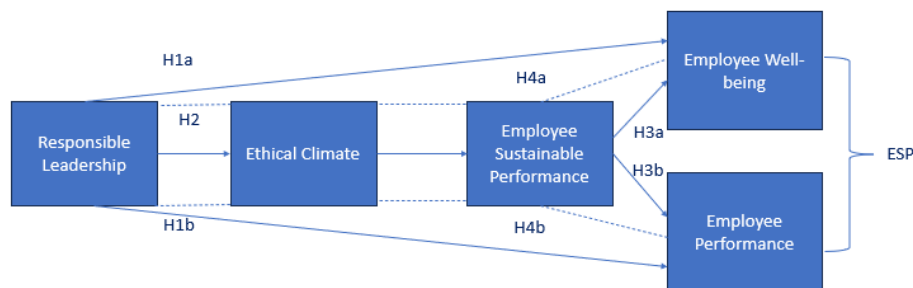 H1a
H4a
Employee Well-
being
Responsible
Leadership
H2
Ethical Climate
Employee
Sustainable
Performance
H3a
H3b
ESP
H1b
H4b
Employee
Performance